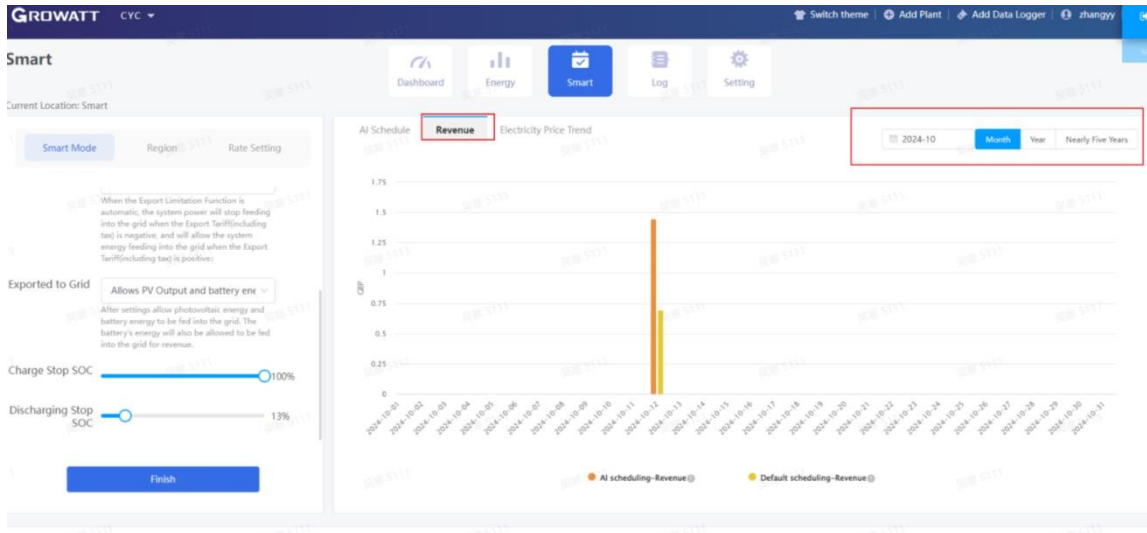 GROWATT CYC
Switch theme Add Plant Add Data Logger zhangyy
Smart
Dashboard Energy Smart Log Setting
Current Location: Smart
Smart Mode Region Rate Setting
When the Export Limitation Function is
automatic, the system power will stop feeding
into the grid when the Export Tariff(including
tax) is negative, and will allow the system
energy feeding into the grid when the Export
Tariff(including tax) is positive;
Exported to Grid
Allows PV Output and battery ene
After settings allow photovoltaic energy and
battery energy to be fed into the grid. The
battery's energy will also be allowed to be fed
into the grid for revenue.
Charge Stop SOC
100%
Discharging Stop
SOC
13%
Finish
AI Schedule Revenue Electricity Price Trend
2024-10 Month Year Nearly Five Years
1.75
1.5
1.25
1
0.75
0.5
0.25
0
GBP
2024-10-01
2024-10-02
2024-10-03
2024-10-04
2024-10-05
2024-10-06
2024-10-07
2024-10-08
2024-10-09
2024-10-10
2024-10-11
2024-10-12
2024-10-13
2024-10-14
2024-10-15
2024-10-16
2024-10-17
2024-10-18
2024-10-19
2024-10-20
2024-10-21
2024-10-22
2024-10-23
2024-10-24
2024-10-25
2024-10-26
2024-10-27
2024-10-28
2024-10-29
2024-10-30
2024-10-31
AI scheduling-Revenue
Default scheduling-Revenue